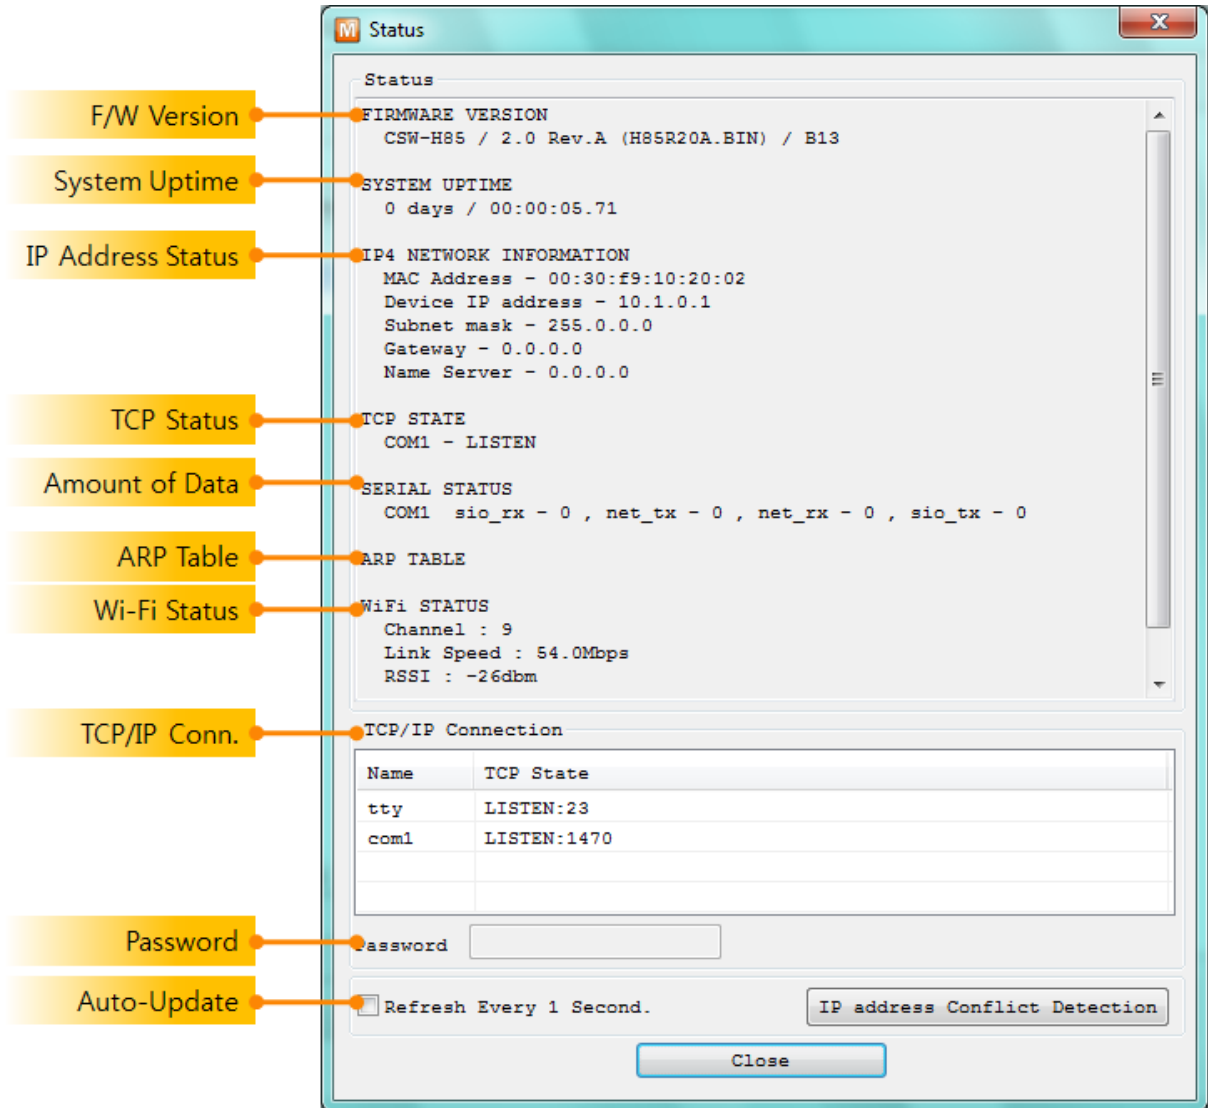 M Status
Status
F/W Version
FIRMWARE VERSION
CSW-H85 / 2.0 Rev.A (H85R20A.BIN) / B13
System Uptime
SYSTEM UPTIME
0 days / 00:00:05.71
IP Address Status
IP4 NETWORK INFORMATION
MAC Address - 00:30:f9:10:20:02
Device IP address - 10.1.0.1
Subnet mask - 255.0.0.0
Gateway - 0.0.0.0
Name Server - 0.0.0.0
TCP Status
TCP STATE
COM1 - LISTEN
Amount of Data
SERIAL STATUS
COM1 sio_rx - 0 , net_tx - 0 , net_rx - 0 , sio_tx - 0
ARP Table
ARP TABLE
Wi-Fi Status
WiFi STATUS
Channel : 9
Link Speed : 54.0Mbps
RSSI : -26dbm
TCP/IP Conn.
TCP/IP Connection
Name TCP State
tty LISTEN:23
com1 LISTEN:1470
Password
Password
Auto-Update
Refresh Every 1 Second.
IP address Conflict Detection
Close